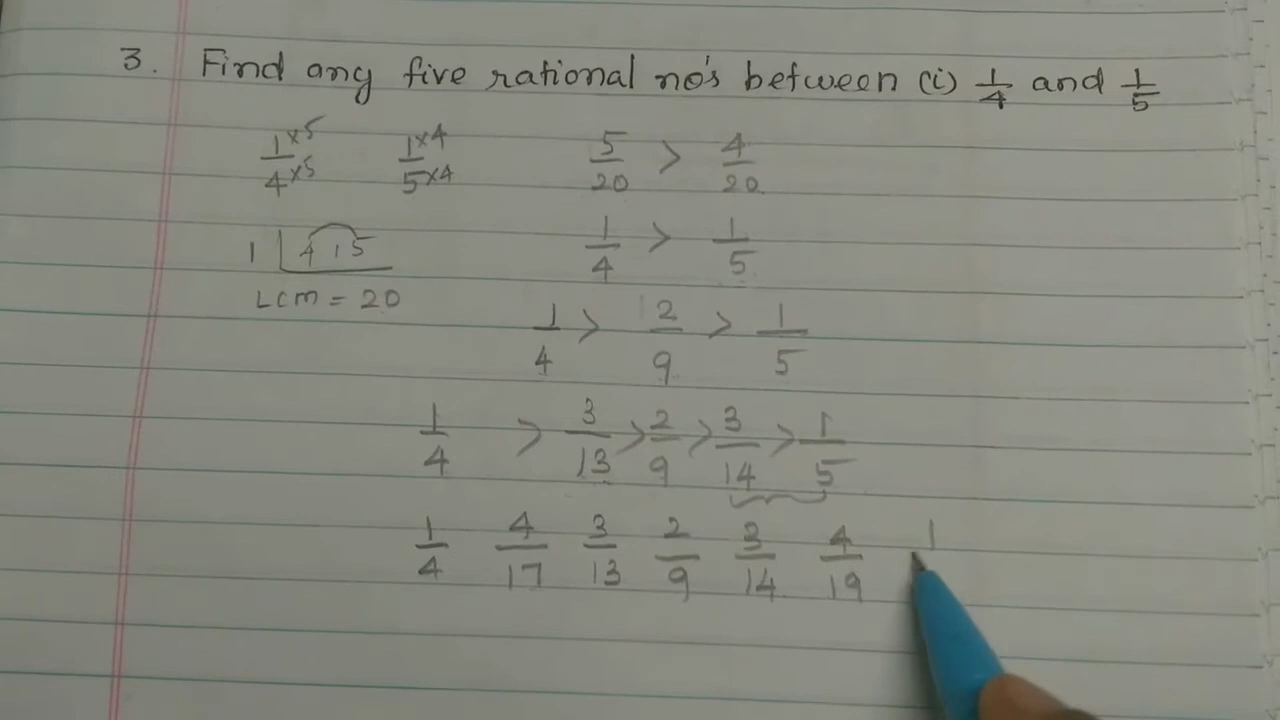 3. Find any five rational no's between (i) 1/4 and 1/5
1×5/4×5 1×4/5×4 5/20 > 4/20
1 | 4 , 5 1/4 > 1/5
LCM = 20
1/4 > 2/9 > 1/5
1/4 > 3/13 > 2/9 > 3/14 > 1/5
1/4 4/17 3/13 2/9 3/14 4/19 1